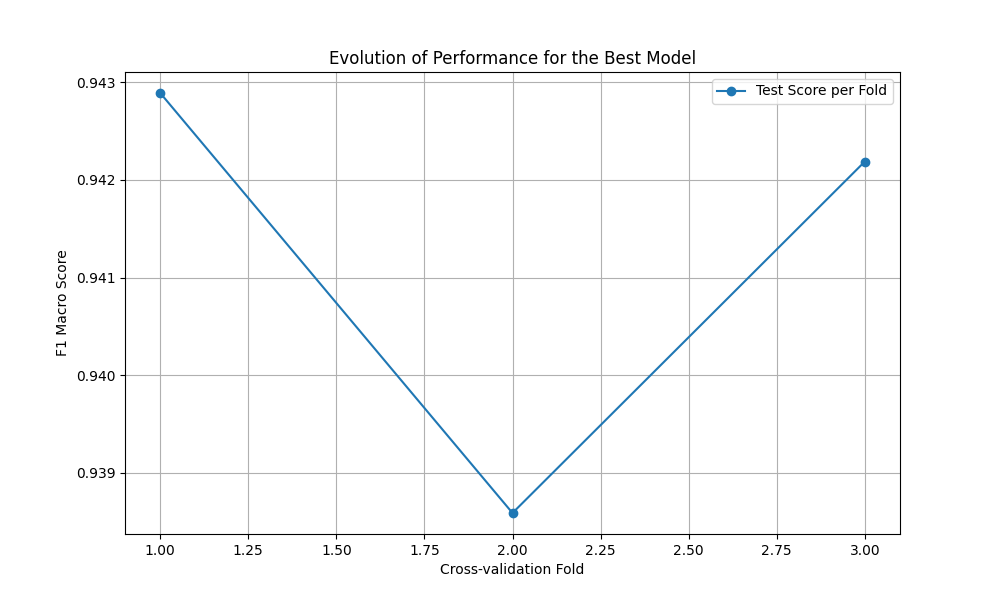 Evolution of Performance for the Best Model
Test Score per Fold
F1 Macro Score
0.943
0.942
0.941
0.940
0.939
1.00 1.25 1.50 1.75 2.00 2.25 2.50 2.75 3.00
Cross-validation Fold